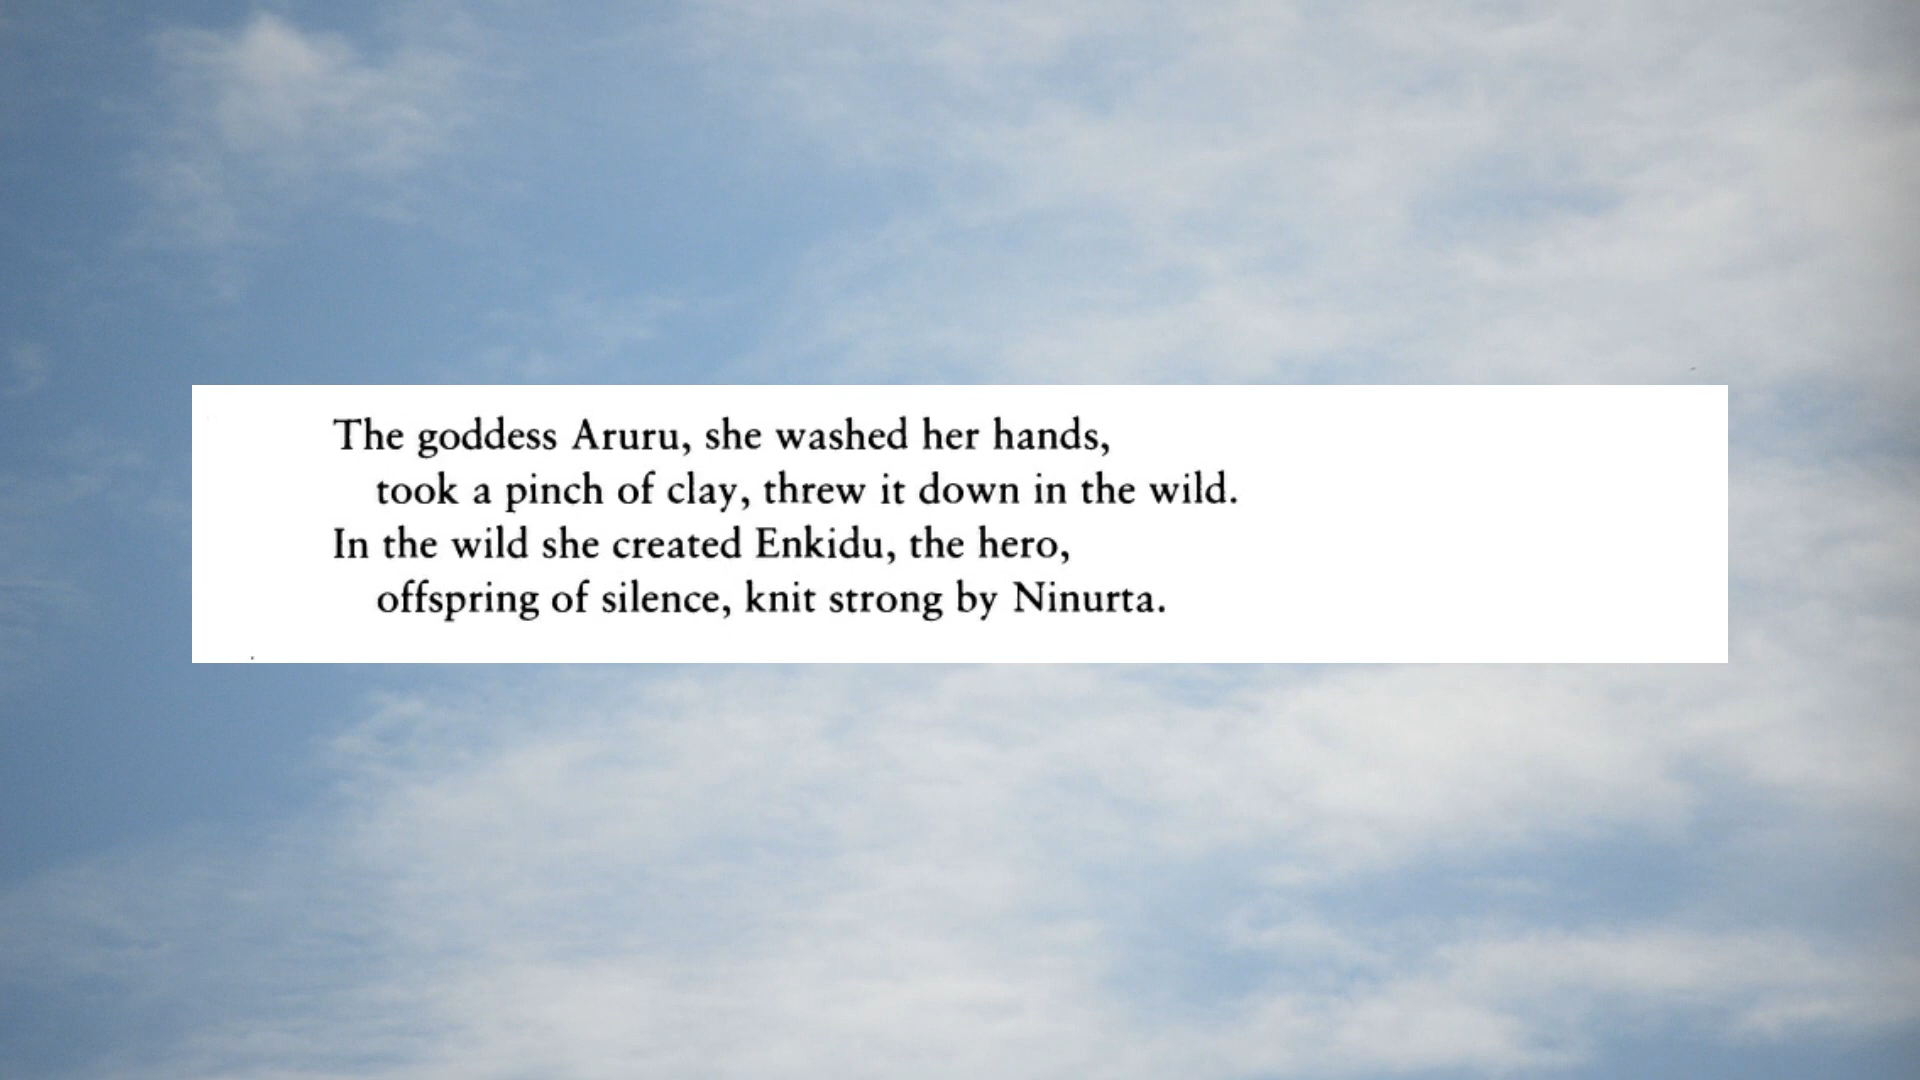 The goddess Aruru, she washed her hands,
took a pinch of clay, threw it down in the wild.
In the wild she created Enkidu, the hero,
offspring of silence, knit strong by Ninurta.